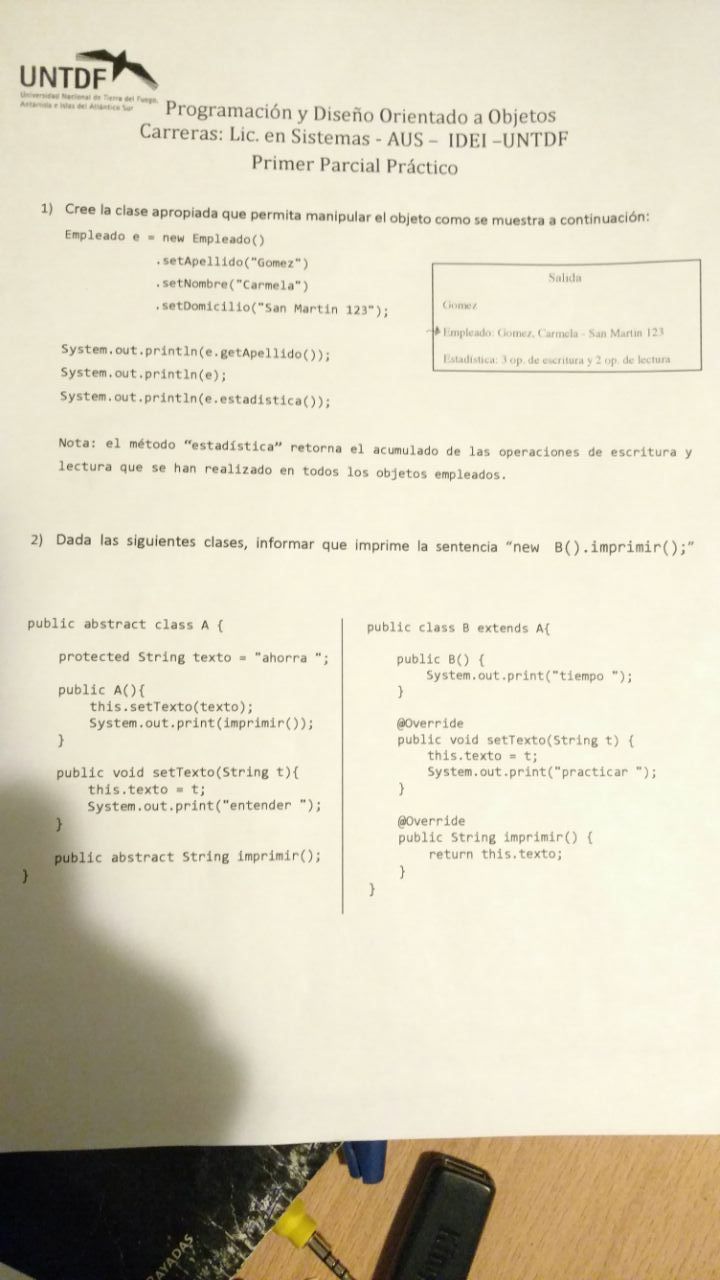 UNTDF
Universidad Nacional de Tierra del Fuego,
Antártida e Islas del Atlántico Sur
Programación y Diseño Orientado a Objetos
Carreras: Lic. en Sistemas - AUS – IDEI –UNTDF
Primer Parcial Práctico
1) Cree la clase apropiada que permita manipular el objeto como se muestra a continuación:
Empleado e = new Empleado()
.setApellido("Gomez")
.setNombre("Carmela")
.setDomicilio("San Martin 123");
System.out.println(e.getApellido());
System.out.println(e);
System.out.println(e.estadistica());
Salida
Gomez
Empleado: Gomez, Carmela - San Martin 123
Estadística: 3 op. de escritura y 2 op. de lectura
Nota: el método “estadística” retorna el acumulado de las operaciones de escritura y
lectura que se han realizado en todos los objetos empleados.
2) Dada las siguientes clases, informar que imprime la sentencia “new B().imprimir();”
public abstract class A {
protected String texto = "ahorra ";
public A(){
this.setTexto(texto);
System.out.print(imprimir());
}
public void setTexto(String t){
this.texto = t;
System.out.print("entender ");
}
public abstract String imprimir();
}
public class B extends A{
public B() {
System.out.print("tiempo ");
}
@Override
public void setTexto(String t) {
this.texto = t;
System.out.print("practicar ");
}
@Override
public String imprimir() {
return this.texto;
}
}
RAYADAS